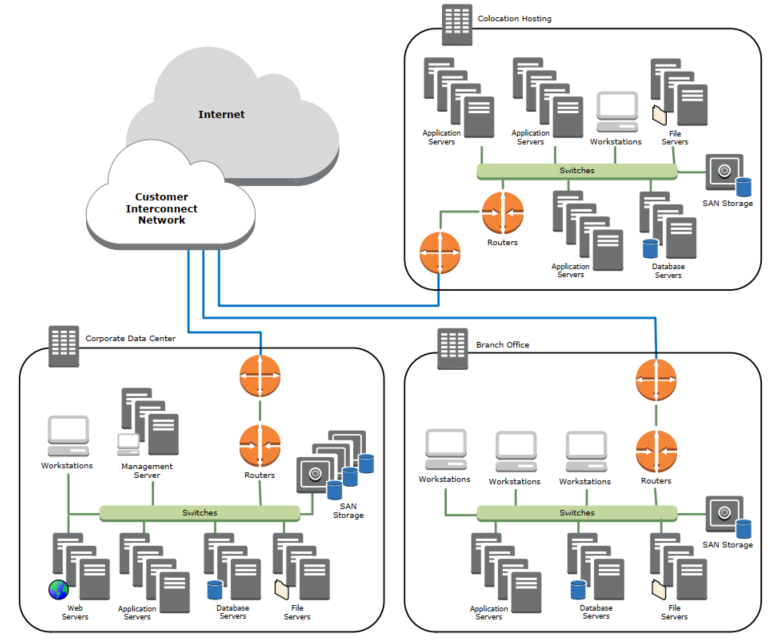 Colocation Hosting
Internet
Customer
Interconnect
Network
Application
Servers
Application
Servers
Workstations
File
Servers
Switches
SAN Storage
Routers
Application
Servers
Database
Servers
Corporate Data Center
Workstations
Management
Server
Routers
SAN
Storage
Switches
Web
Servers
Application
Servers
Database
Servers
File
Servers
Branch Office
Workstations
Workstations
Workstations
Routers
Switches
SAN Storage
Application
Servers
Database
Servers
File
Servers